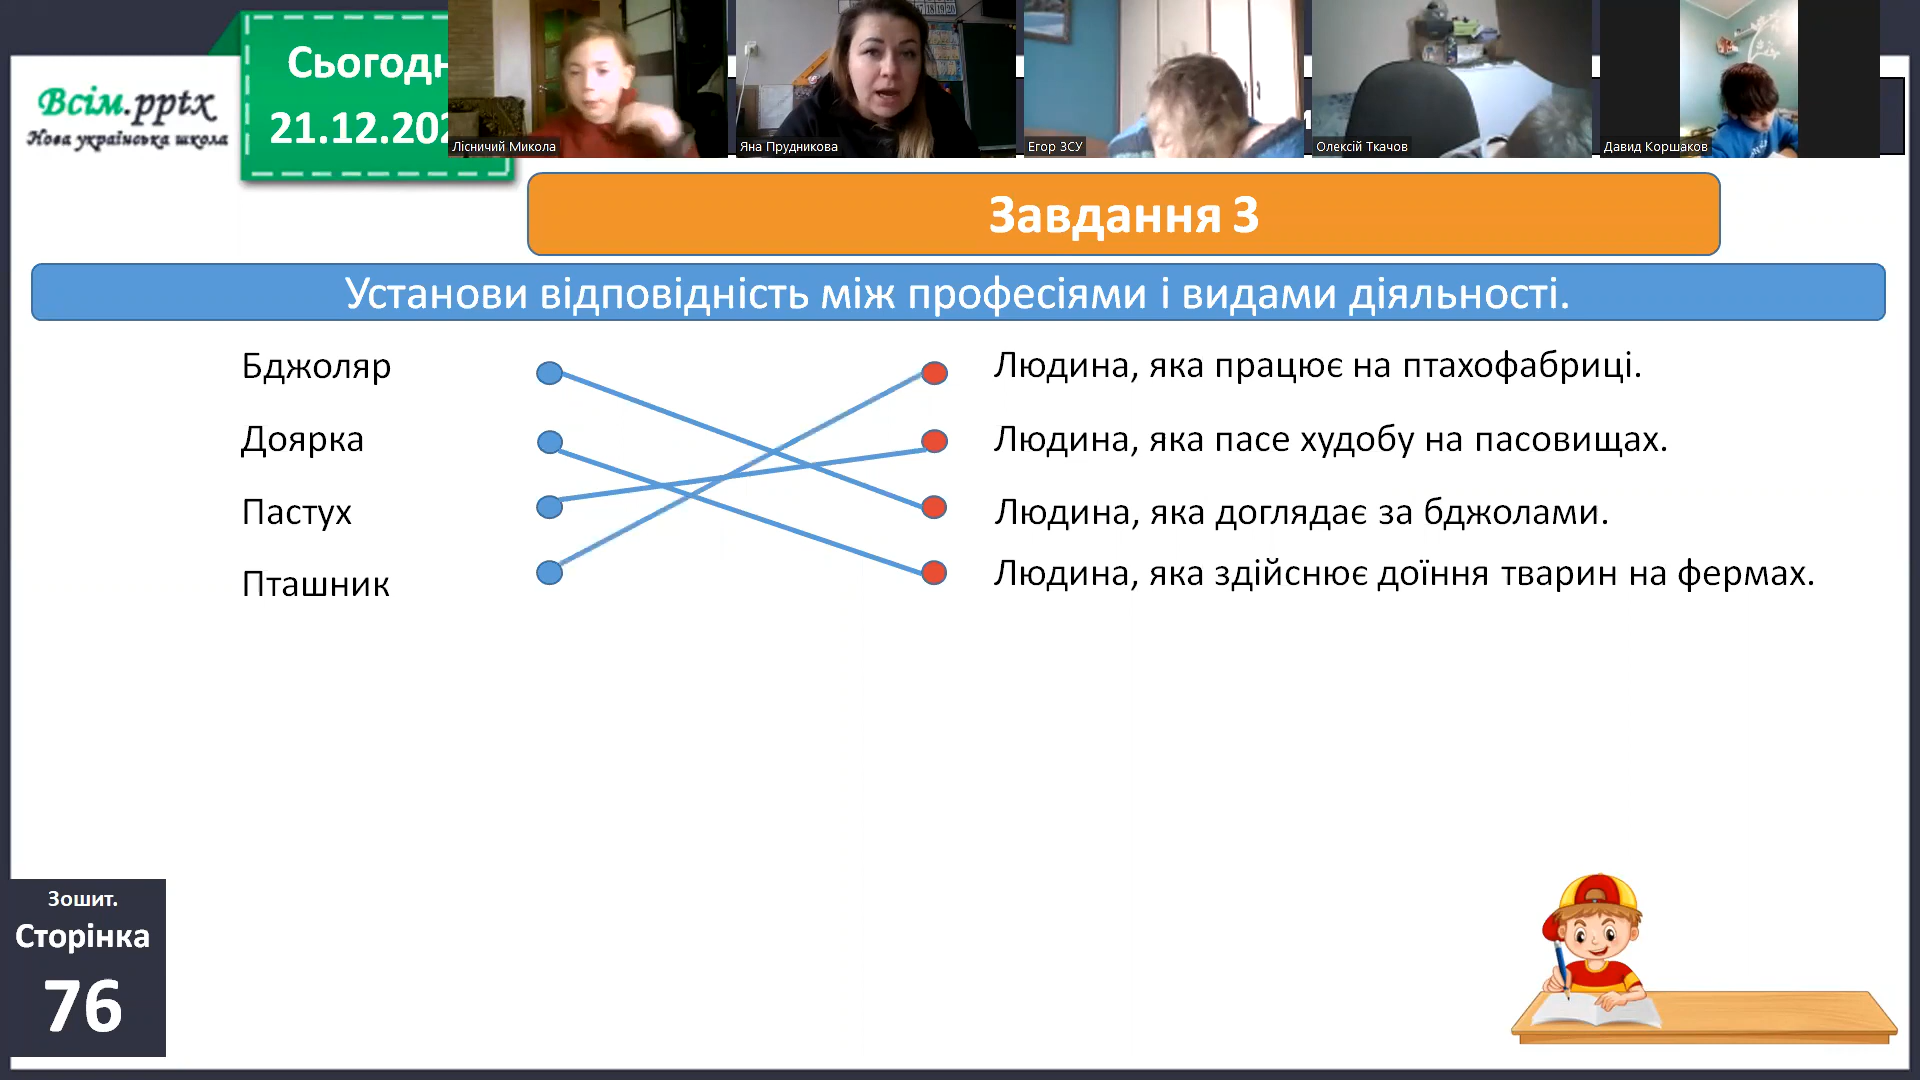 Всім.pptx
Нова українська школа
Сьогодн
21.12.202
Лісничий Микола
Яна Прудникова
Егор ЗСУ
Олексій Ткачов
Давид Коршаков
Завдання 3
Установи відповідність між професіями і видами діяльності.
Бджоляр
Людина, яка працює на птахофабриці.
Доярка
Людина, яка пасе худобу на пасовищах.
Пастух
Людина, яка доглядає за бджолами.
Пташник
Людина, яка здійснює доїння тварин на фермах.
Зошит.
Сторінка
76